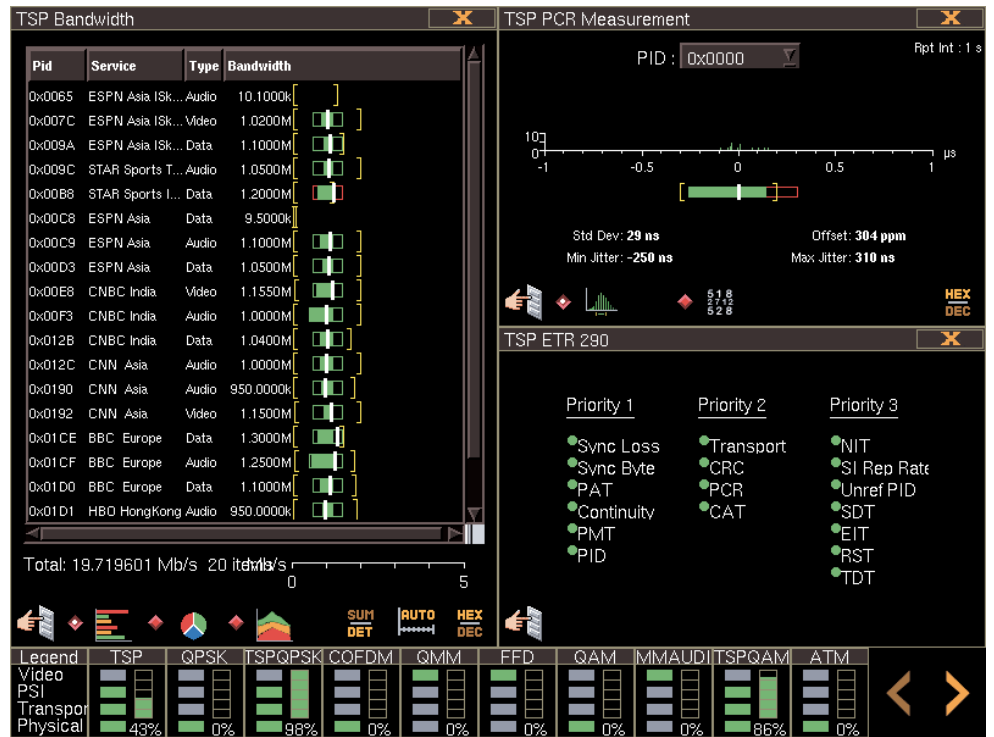 TSP Bandwidth
Pid Service Type Bandwidth
0x0065 ESPN Asia ISk... Audio 10.1000k
0x007C ESPN Asia ISk... Video 1.0200M
0x009A ESPN Asia ISk... Data 1.1000M
0x009C STAR Sports T... Audio 1.0500M
0x00B8 STAR Sports I... Data 1.2000M
0x00C8 ESPN Asia Data 9.5000k
0x00C9 ESPN Asia Audio 1.1000M
0x00D3 ESPN Asia Data 1.0500M
0x00E8 CNBC India Video 1.1550M
0x00F3 CNBC India Audio 1.0000M
0x012B CNBC India Data 1.0400M
0x012C CNN Asia Audio 1.0000M
0x0190 CNN Asia Audio 950.0000k
0x0192 CNN Asia Video 1.1500M
0x01CE BBC Europe Data 1.3000M
0x01CF BBC Europe Audio 1.2500M
0x01D0 BBC Europe Data 1.1000M
0x01D1 HBO HongKong Audio 950.0000k
Total: 19.719601 Mb/s 20 items
Mb/s
0 5
SUM DET
AUTO
HEX DEC
TSP PCR Measurement
PID : 0x0000
Rpt Int : 1 s
10
0
-1 -0.5 0 0.5 1 µs
Std Dev: 29 ns Offset: 304 ppm
Min Jitter: -250 ns Max Jitter: 310 ns
5 1 8
2 7 1 2
5 2 8
HEX
DEC
TSP ETR 290
Priority 1
Sync Loss
Sync Byte
PAT
Continuity
PMT
PID
Priority 2
Transport
CRC
PCR
CAT
Priority 3
NIT
SI Rep Rate
Unref PID
SDT
EIT
RST
TDT
Legend TSP QPSK TSPQPSK COFDM QMM FFD QAM MMAUDI TSPQAM ATM
Video
PSI
Transpor
Physical 43% 0% 98% 0% 0% 0% 0% 0% 86% 0%